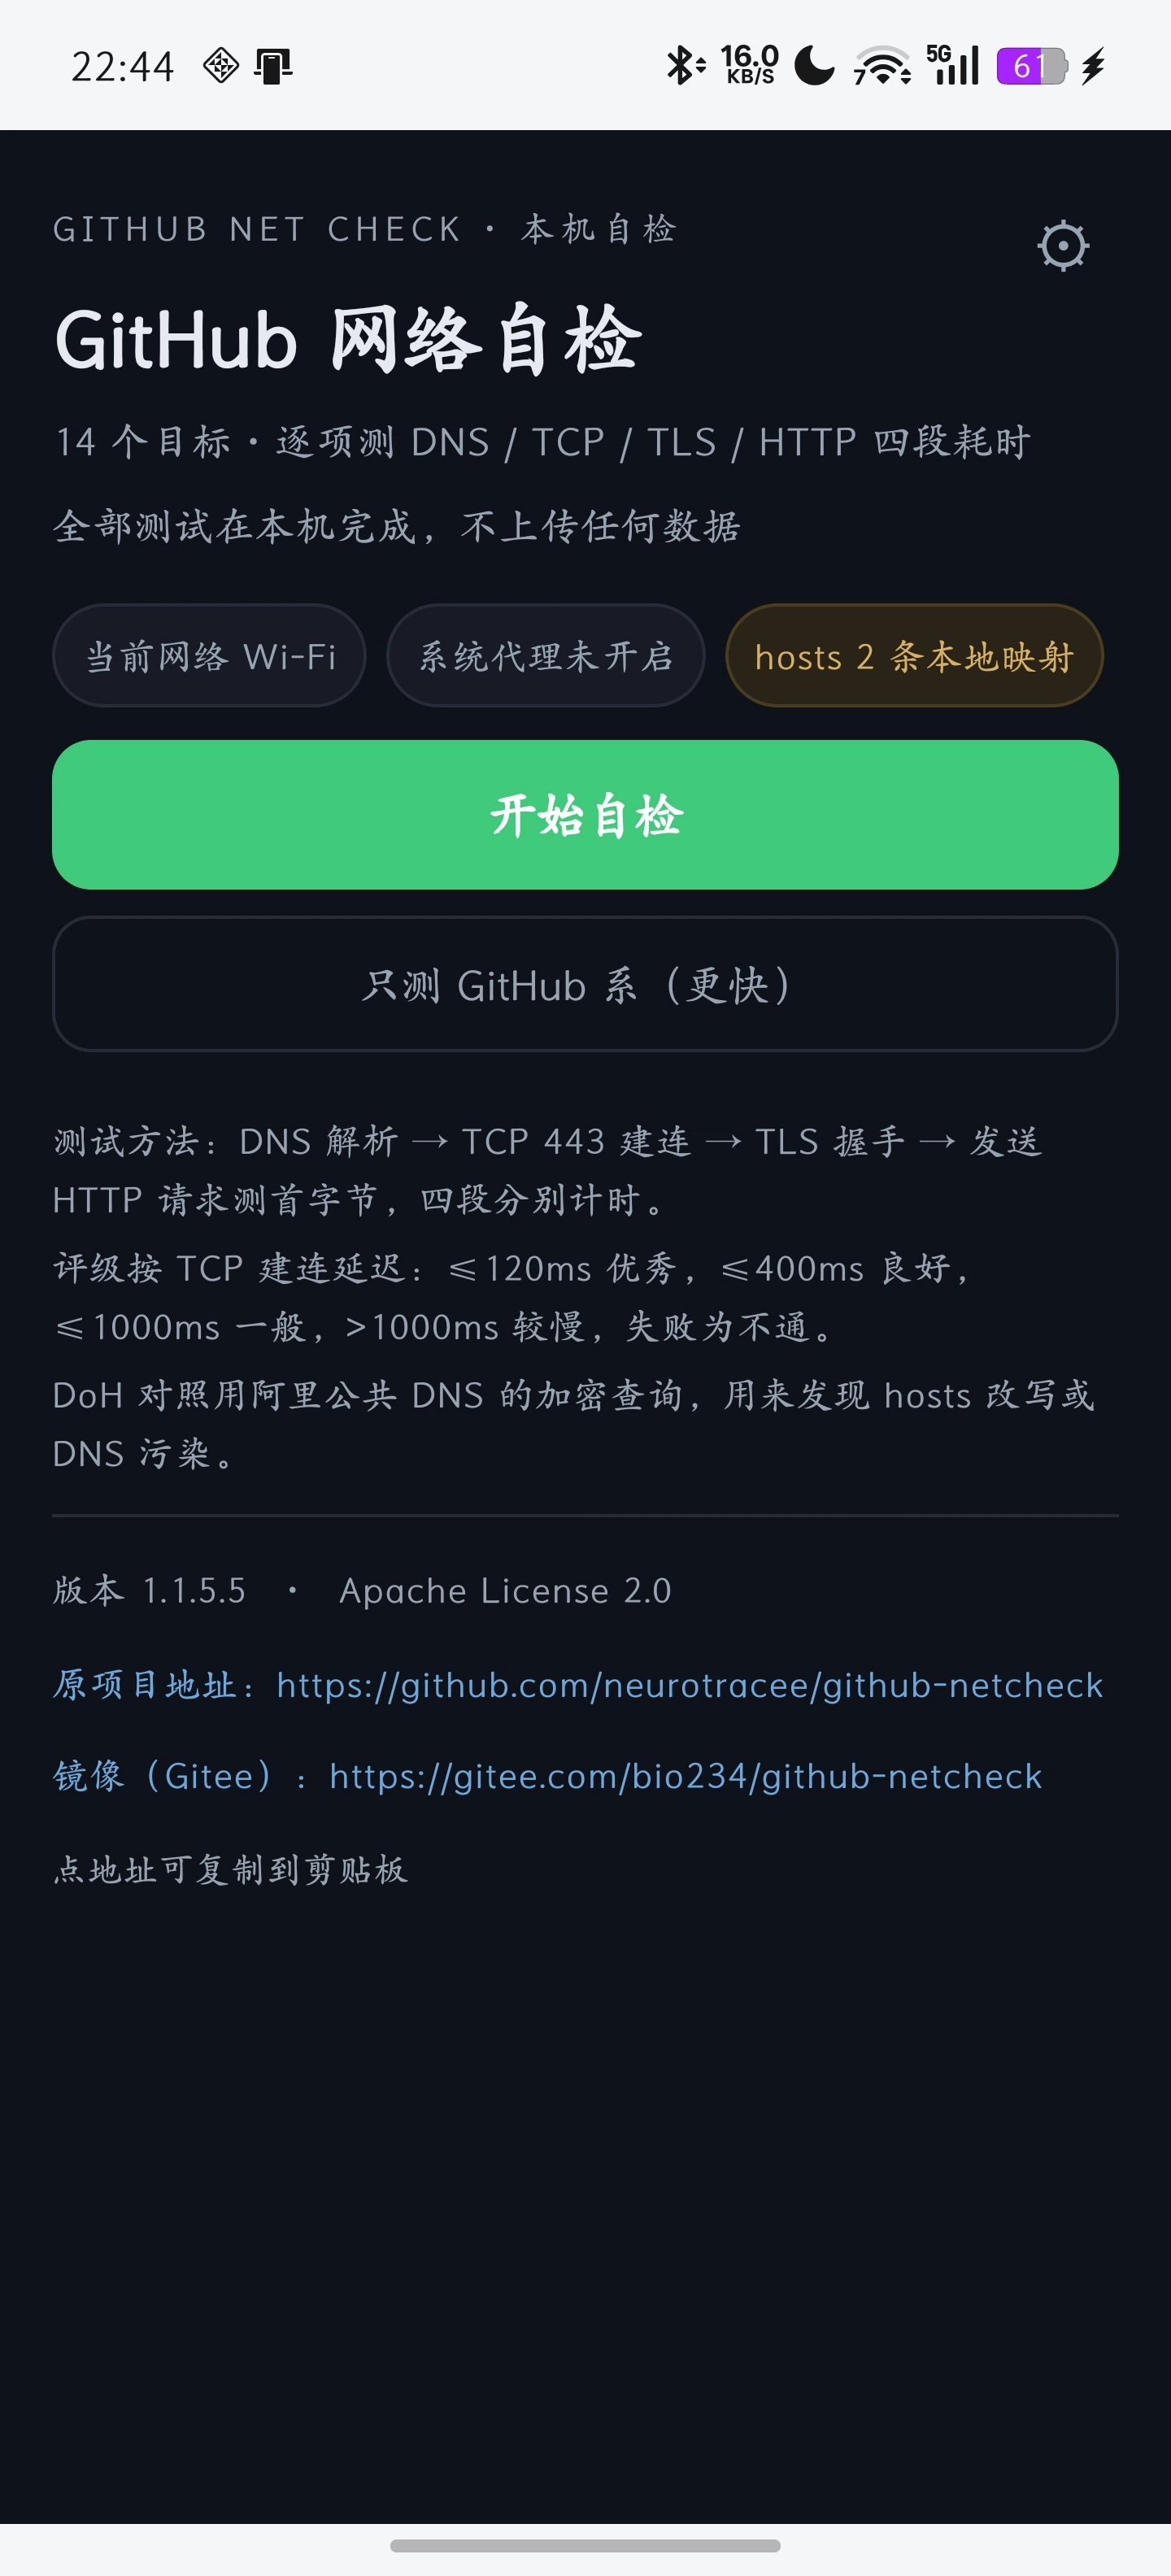 22:44
16.0
KB/S
7
5G
61
GITHUB NET CHECK · 本机自检
GitHub 网络自检
14 个目标 · 逐项测 DNS / TCP / TLS / HTTP 四段耗时
全部测试在本机完成，不上传任何数据
当前网络 Wi-Fi
系统代理未开启
hosts 2 条本地映射
开始自检
只测 GitHub 系（更快）
测试方法：DNS 解析 → TCP 443 建连 → TLS 握手 → 发送
HTTP 请求测首字节，四段分别计时。
评级按 TCP 建连延迟：≤120ms 优秀，≤400ms 良好，
≤1000ms 一般，>1000ms 较慢，失败为不通。
DoH 对照用阿里公共 DNS 的加密查询，用来发现 hosts 改写或
DNS 污染。
版本 1.1.5.5 · Apache License 2.0
原项目地址：https://github.com/neurotracee/github-netcheck
镜像（Gitee）：https://gitee.com/bio234/github-netcheck
点地址可复制到剪贴板